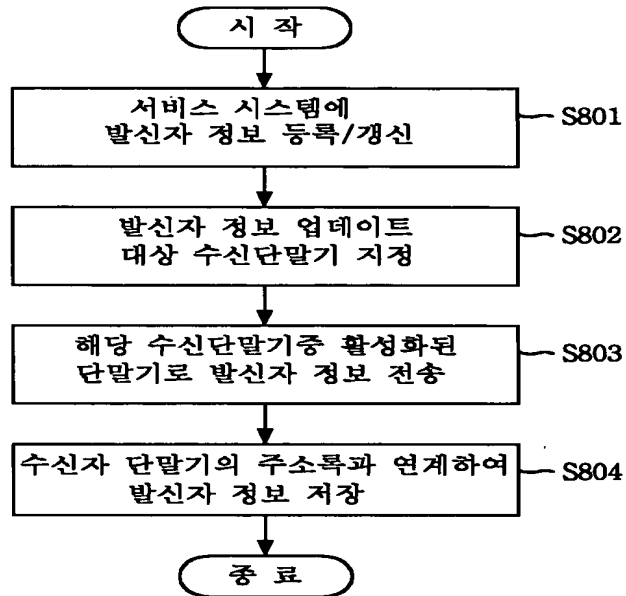 시 작
서비스 시스템에
발신자 정보 등록/갱신
S801
발신자 정보 업데이트
대상 수신단말기 지정
S802
해당 수신단말기중 활성화된
단말기로 발신자 정보 전송
S803
수신자 단말기의 주소록과 연계하여
발신자 정보 저장
S804
종 료